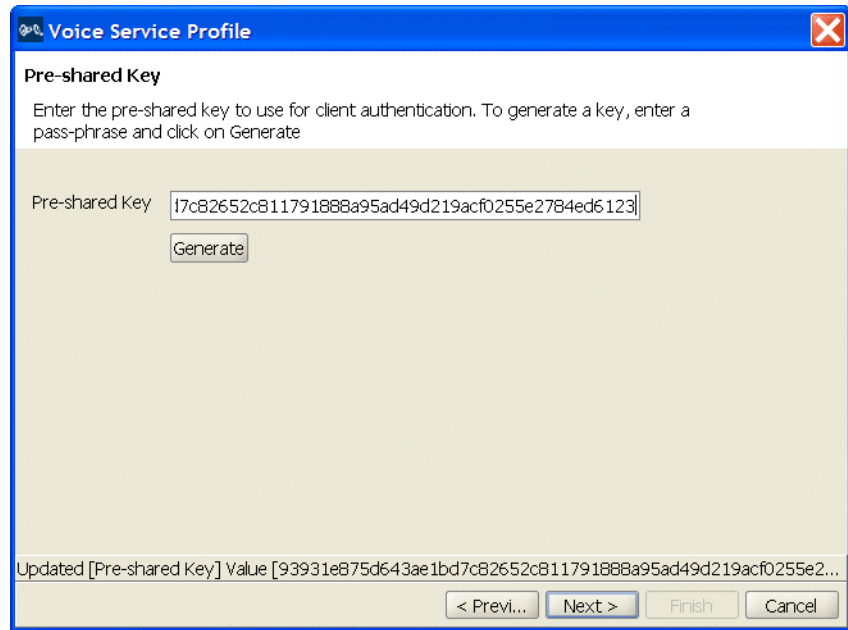 Voice Service Profile
Pre-shared Key
Enter the pre-shared key to use for client authentication. To generate a key, enter a
pass-phrase and click on Generate
Pre-shared Key
d7c82652c811791888a95ad49d219acf0255e2784ed6123
Generate
Updated [Pre-shared Key] Value [93931e875d643ae1bd7c82652c811791888a95ad49d219acf0255e2...
< Previ...
Next >
Finish
Cancel